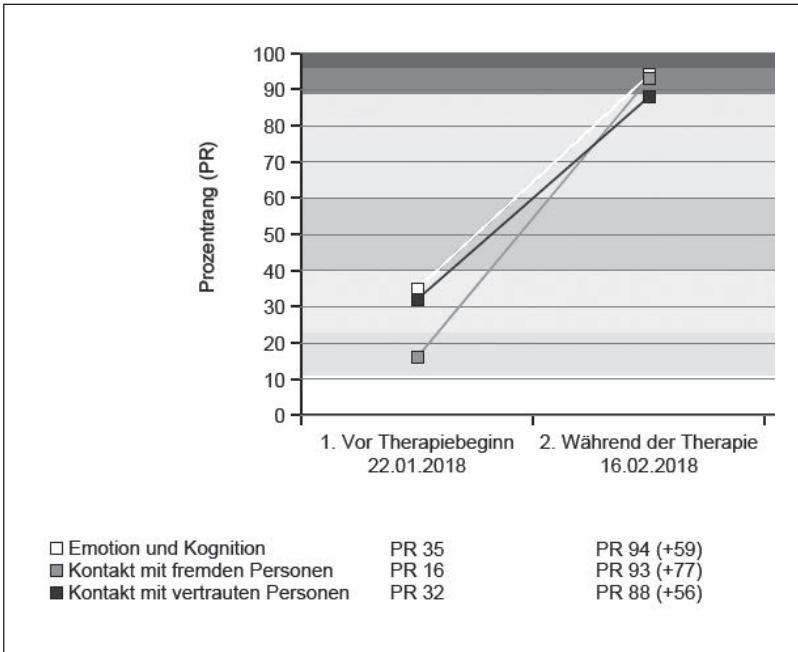 Prozentrang (PR)
100
90
80
70
60
50
40
30
20
10
0
1. Vor Therapiebeginn 2. Während der Therapie
22.01.2018 16.02.2018
Emotion und Kognition PR 35 PR 94 (+59)
Kontakt mit fremden Personen PR 16 PR 93 (+77)
Kontakt mit vertrauten Personen PR 32 PR 88 (+56)